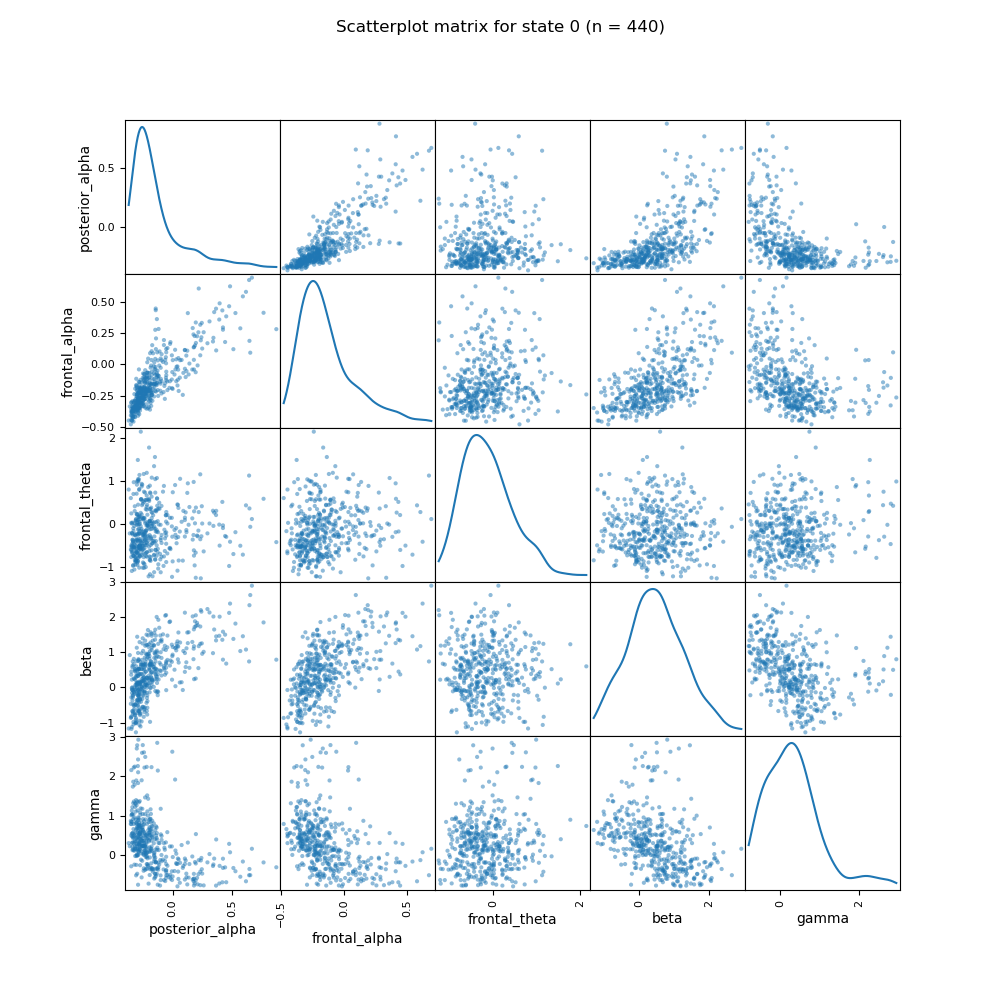 Scatterplot matrix for state 0 (n = 440)
posterior_alpha
0.5
0.0
frontal_alpha
0.50
0.25
0.00
−0.25
−0.50
frontal_theta
2
1
0
−1
beta
3
2
1
0
−1
gamma
3
2
1
0
0.0 0.5 −0.5 0.0 0.5 0 2 0 2 0 2
posterior_alpha frontal_alpha frontal_theta beta gamma